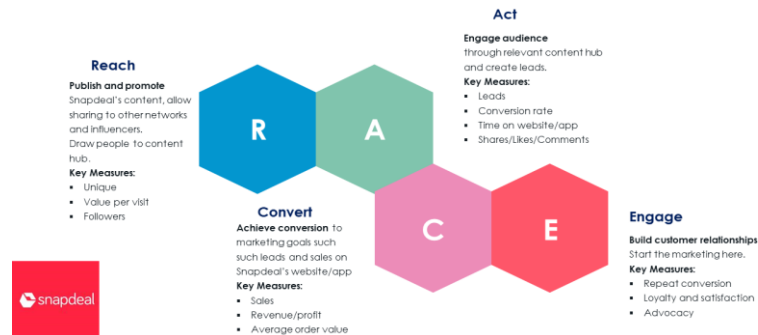 Act
Engage audience
through relevant content hub
and create leads.
Key Measures:
▪ Leads
▪ Conversion rate
▪ Time on website/app
▪ Shares/Likes/Comments
Reach
Publish and promote
Snapdeal's content, allow
sharing to other networks
and influencers.
Draw people to content
hub.
Key Measures:
▪ Unique
▪ Value per visit
▪ Followers
R
A
C
E
Convert
Achieve conversion to
marketing goals such
such leads and sales on
Snapdeal's website/app
Key Measures:
▪ Sales
▪ Revenue/profit
▪ Average order value
Engage
Build customer relationships
Start the marketing here.
Key Measures:
▪ Repeat conversion
▪ Loyalty and satisfaction
▪ Advocacy
snapdeal